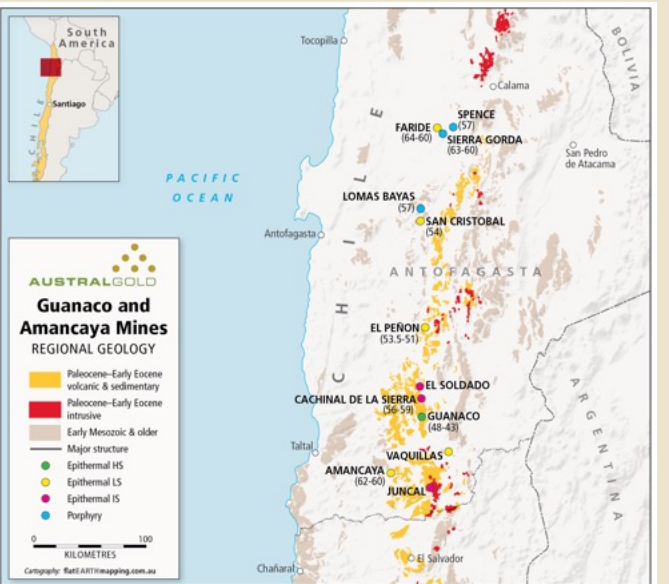 South
America
CHILE
Santiago
Tocopilla
BOLIVIA
Calama
SPENCE
(57)
FARIDE
(64-60)
SIERRA GORDA
(63-60)
San Pedro
de Atacama
PACIFIC
OCEAN
LOMAS BAYAS
(57)
SAN CRISTOBAL
(54)
Antofagasta
CHILE
ANTOFAGASTA
AUSTRALGOLD
Guanaco and
Amancaya Mines
REGIONAL GEOLOGY
Paleocene–Early Eocene
volcanic & sedimentary
Paleocene–Early Eocene
intrusive
Early Mesozoic & older
Major structure
Epithermal HS
Epithermal LS
Epithermal IS
Porphyry
0 100
KILOMETRES
Cartography: flatEARTHmapping.com.au
EL PEÑON
(53.5-51)
EL SOLDADO
CACHINAL DE LA SIERRA
(56-59)
GUANACO
(48-43)
ARGENTINA
Taltal
VAQUILLAS
AMANCAYA
(62-60)
JUNCAL
El Salvador
Chañaral